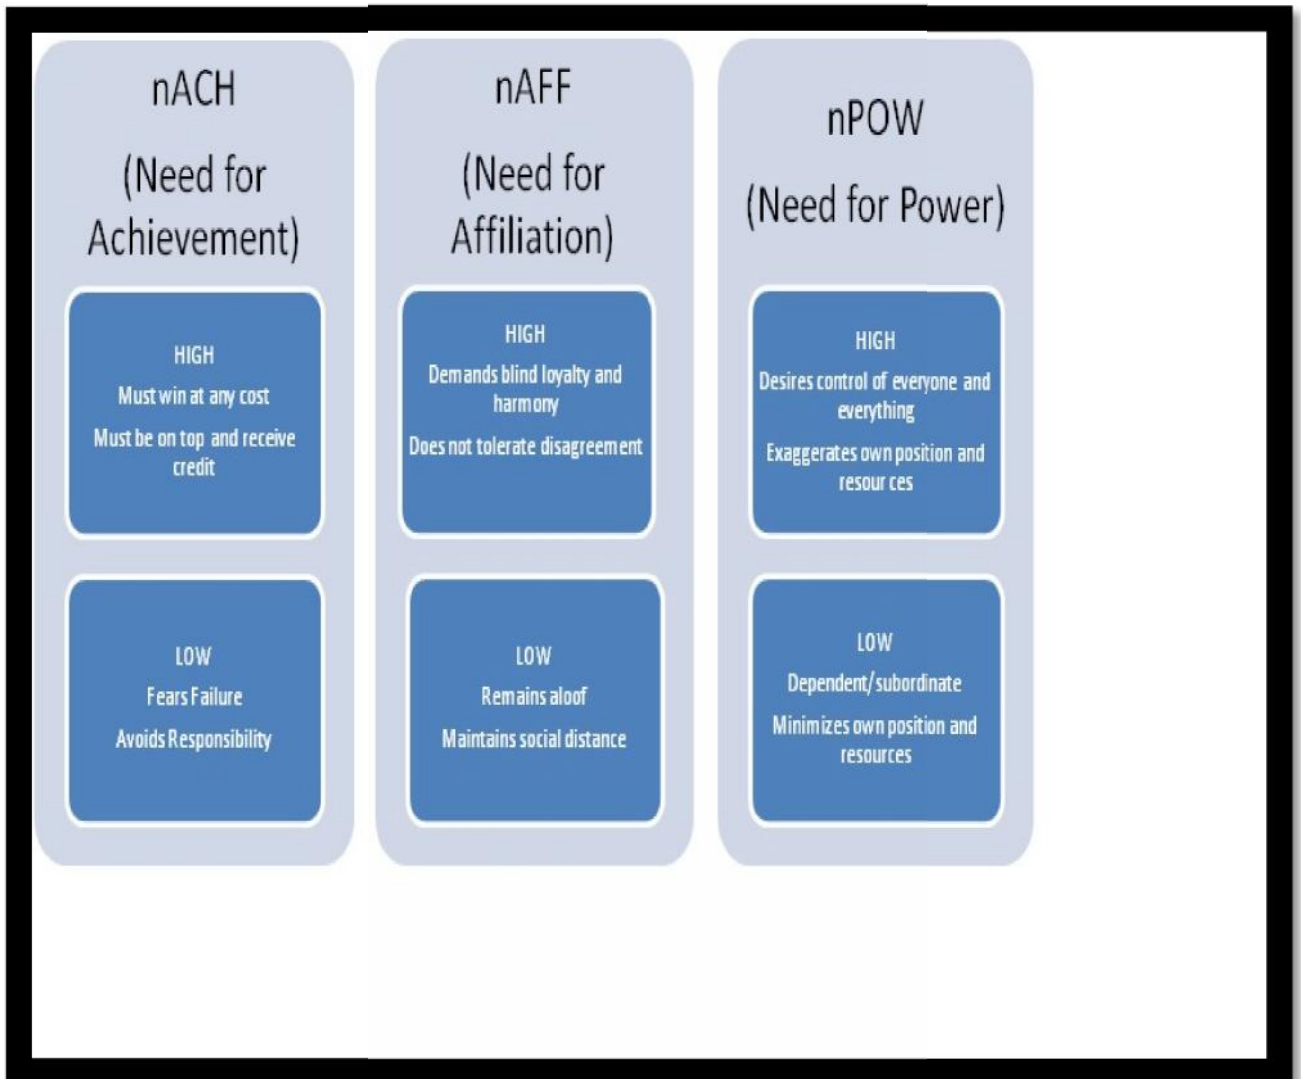 nACH
(Need for
Achievement)
HIGH
Must win at any cost
Must be on top and receive
credit
LOW
Fears Failure
Avoids Responsibility
nAFF
(Need for
Affiliation)
HIGH
Demands blind loyalty and
harmony
Does not tolerate disagreement
LOW
Remains aloof
Maintains social distance
nPOW
(Need for Power)
HIGH
Desires control of everyone and
everything
Exaggerates own position and
resources
LOW
Dependent/subordinate
Minimizes own position and
resources